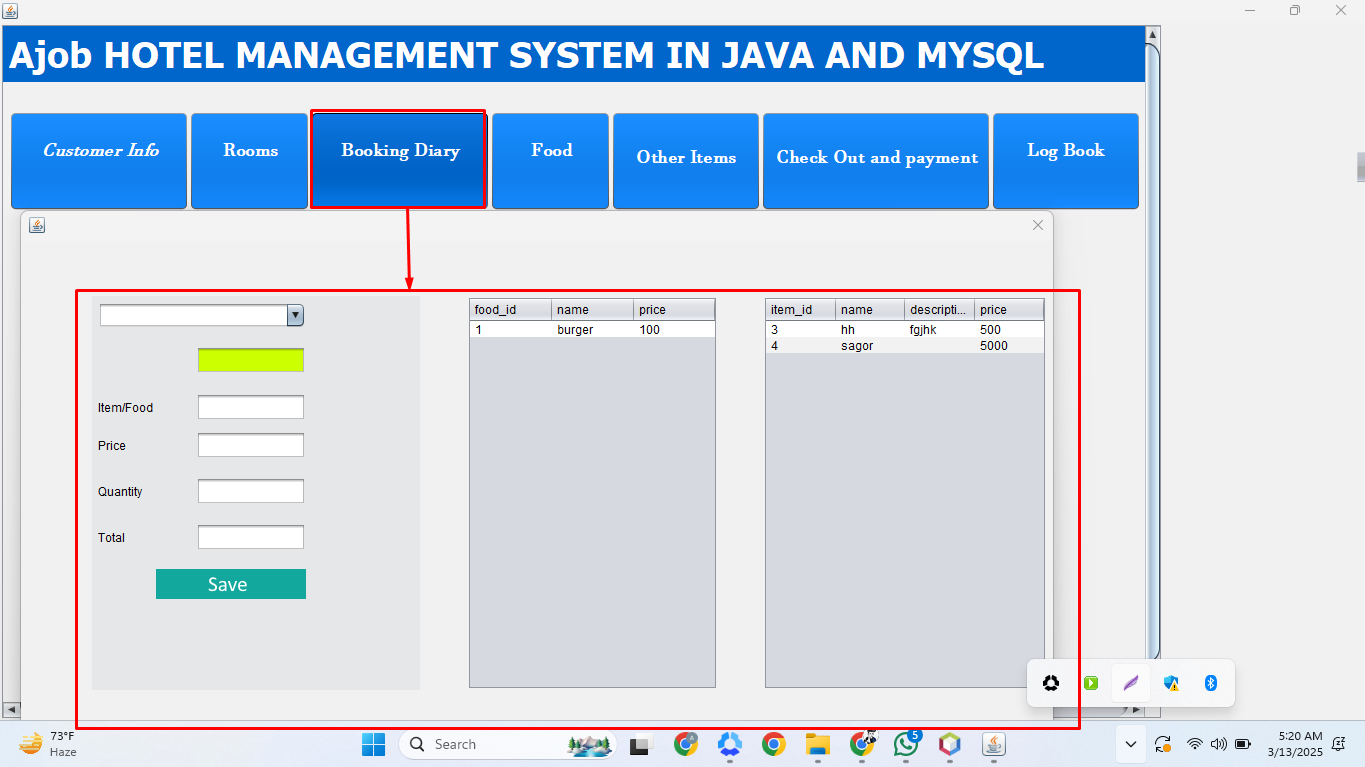 Ajob HOTEL MANAGEMENT SYSTEM IN JAVA AND MYSQL
Customer Info Rooms Booking Diary Food Other Items Check Out and payment Log Book
food_id name price
1 burger 100
item_id name descripti... price
3 hh fgjhk 500
4 sagor 5000
Item/Food
Price
Quantity
Total
Save
73°F
Haze
Search
5
5:20 AM
3/13/2025